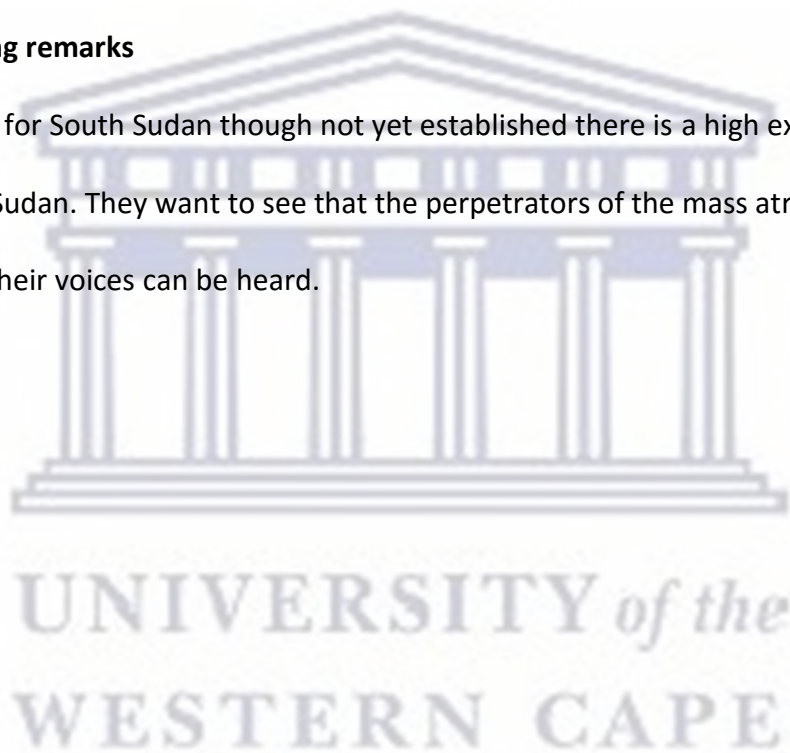 g remarks
for South Sudan though not yet established there is a high ex
Sudan. They want to see that the perpetrators of the mass atr
heir voices can be heard.
UNIVERSITY of the
WESTERN CAPE